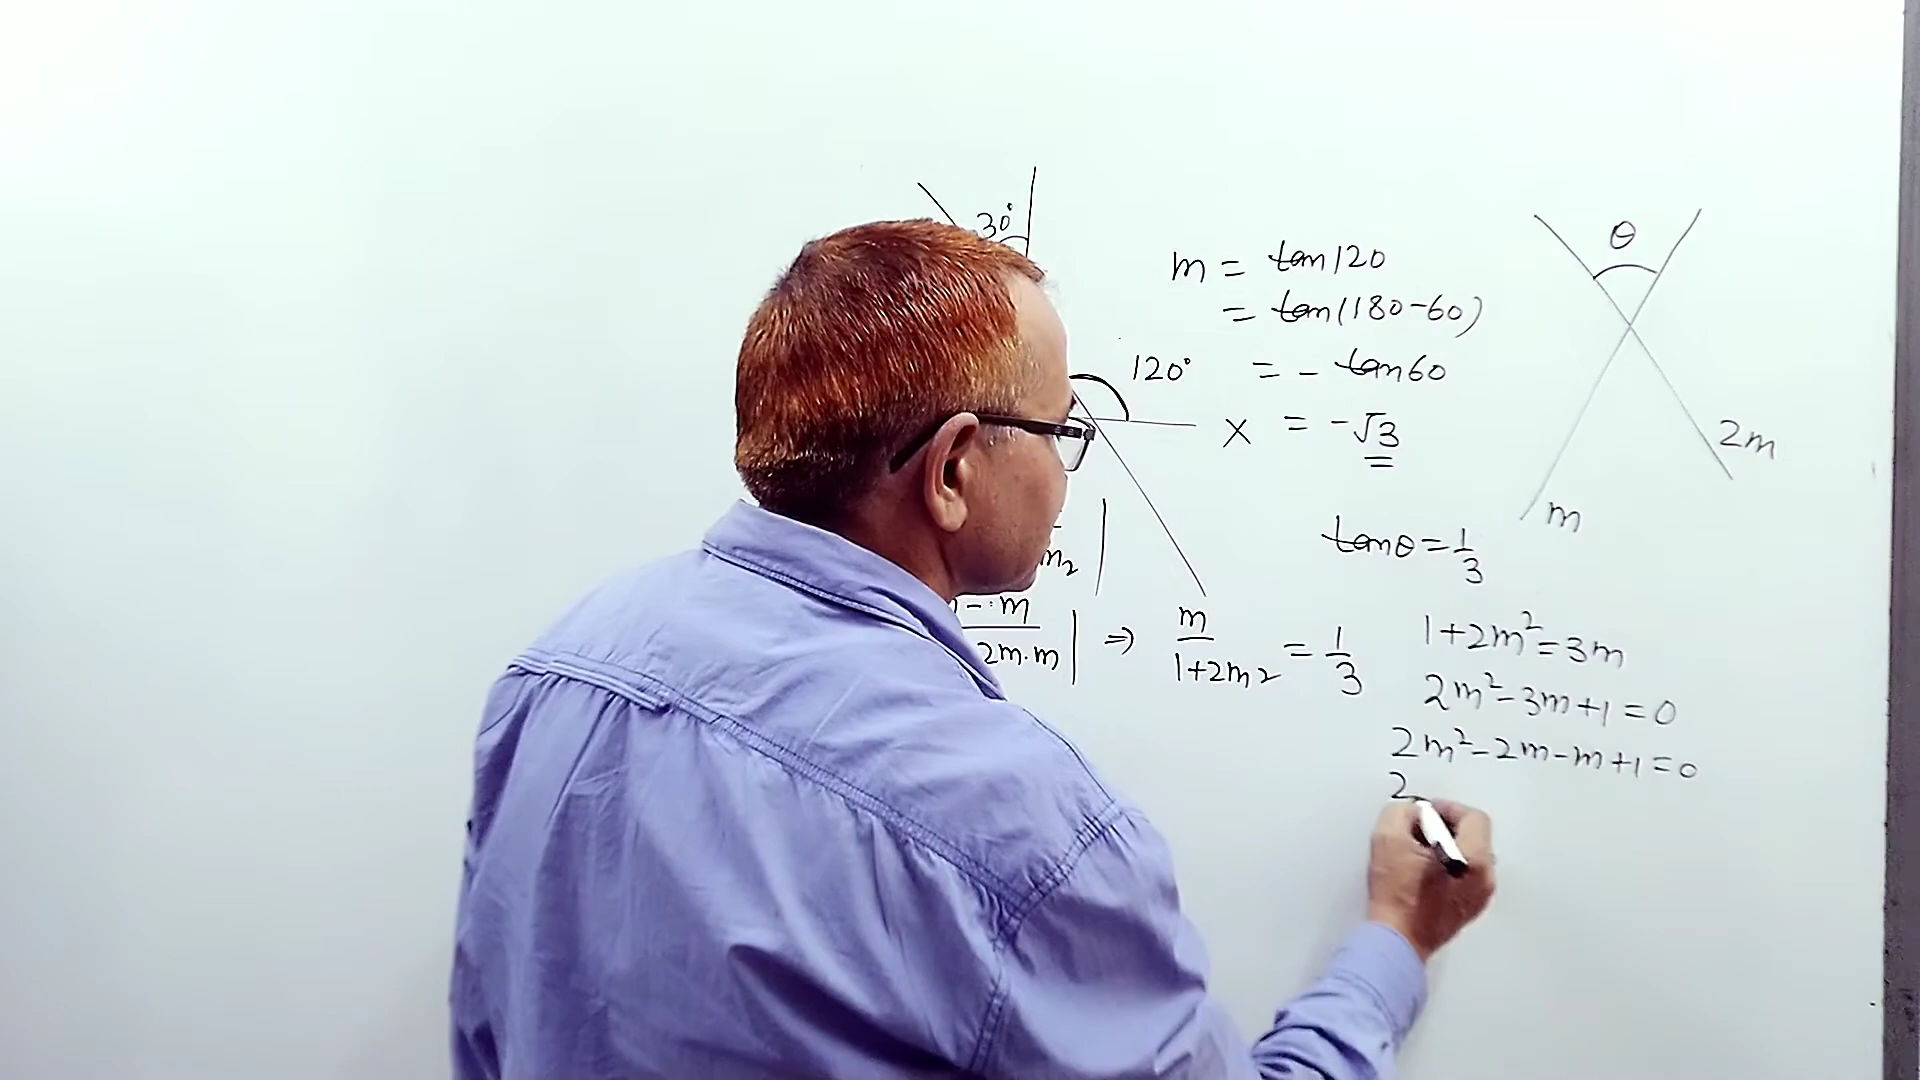 30°
m = tan120
= tan(180-60)
120°
= - tan60
X
= -√3
θ
2m
m
tanθ = 1/3
m2
- m
2m.m | ⇒ m/1+2m2 = 1/3
1+2m² = 3m
2m²-3m+1 = 0
2m²-2m-m+1 = 0
2